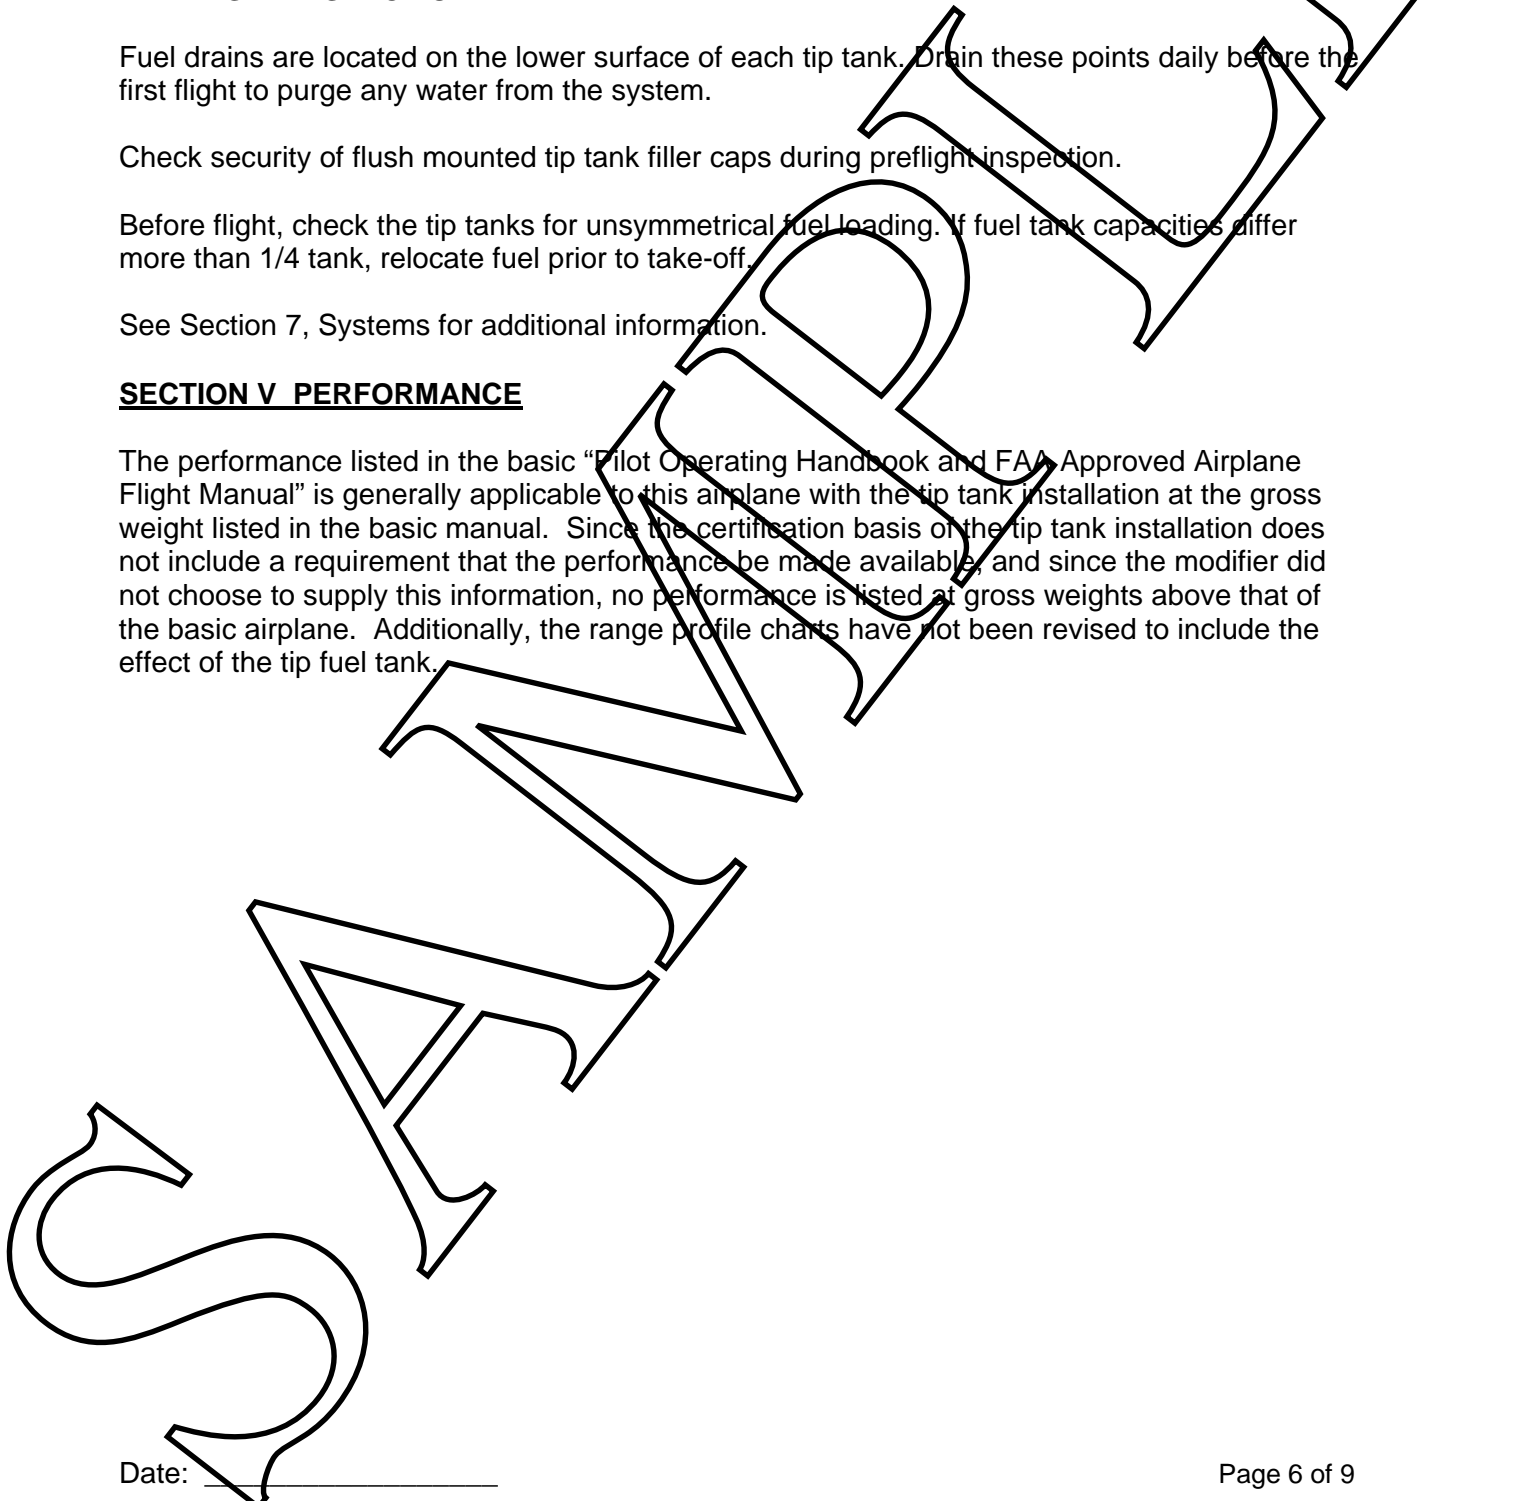 Fuel drains are located on the lower surface of each tip tank. Drain these points daily before the
first flight to purge any water from the system.
Check security of flush mounted tip tank filler caps during preflight inspection.
Before flight, check the tip tanks for unsymmetrical fuel loading. If fuel tank capacities differ
more than 1/4 tank, relocate fuel prior to take-off.
See Section 7, Systems for additional information.
SECTION V  PERFORMANCE
The performance listed in the basic “Pilot Operating Handbook and FAA Approved Airplane
Flight Manual” is generally applicable to this airplane with the tip tank installation at the gross
weight listed in the basic manual.  Since the certification basis of the tip tank installation does
not include a requirement that the performance be made available, and since the modifier did
not choose to supply this information, no performance is listed at gross weights above that of
the basic airplane.  Additionally, the range profile charts have not been revised to include the
effect of the tip fuel tank.
SAMPLE
Date: __________________
Page 6 of 9